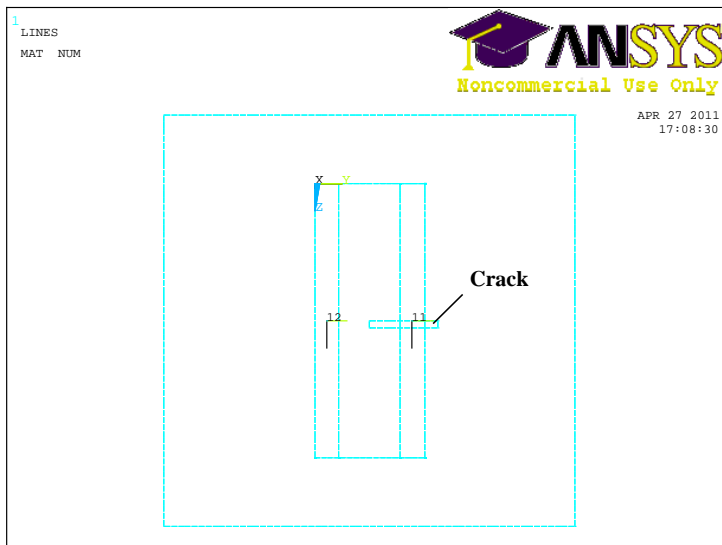 1
LINES
MAT NUM
ANSYS
Noncommercial Use Only
APR 27 2011
17:08:30
X Y
Z
Crack
12 11